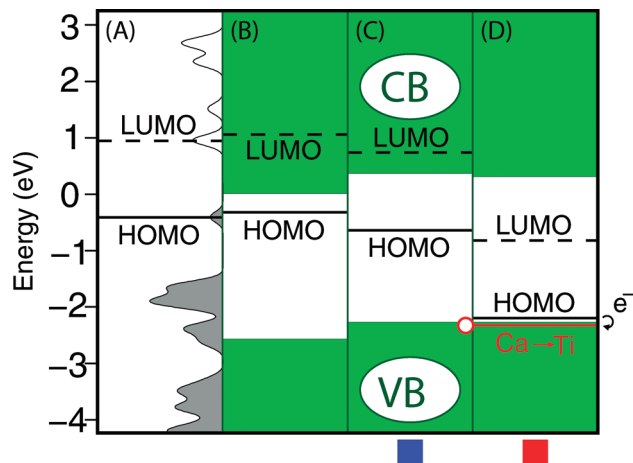 (A) (B) (C) (D)
3
2
1
0
−1
−2
−3
−4
Energy (eV)
LUMO
HOMO
LUMO
HOMO
CB
LUMO
HOMO
VB
LUMO
HOMO
e−
Ca→Ti